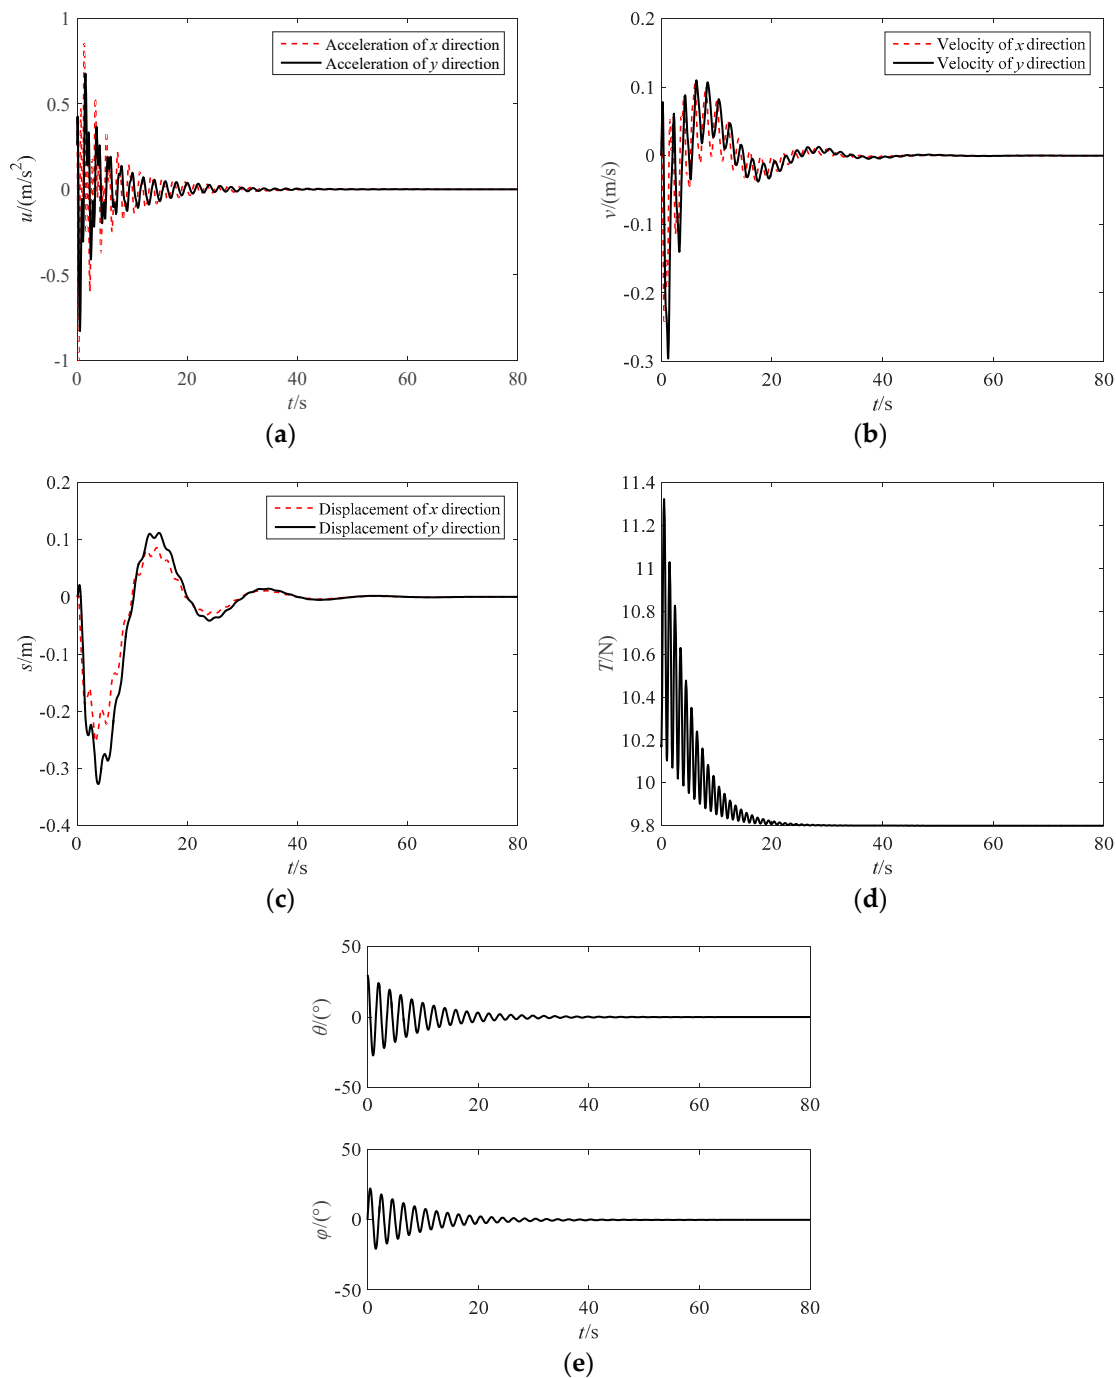 1
0.5
0
-0.5
-1
u/(m/s²)
Acceleration of x direction
Acceleration of y direction
0 20 40 60 80
t/s
(a)
0.2
0.1
0
-0.1
-0.2
-0.3
v/(m/s)
Velocity of x direction
Velocity of y direction
0 20 40 60 80
t/s
(b)
0.2
0.1
0
-0.1
-0.2
-0.3
-0.4
s/m)
Displacement of x direction
Displacement of y direction
0 20 40 60 80
t/s
(c)
11.4
11.2
11
10.8
10.6
10.4
10.2
10
9.8
T/N)
0 20 40 60 80
t/s
(d)
50
0
-50
θ/(°)
0 20 40 60 80
50
0
-50
φ/(°)
0 20 40 60 80
t/s
(e)